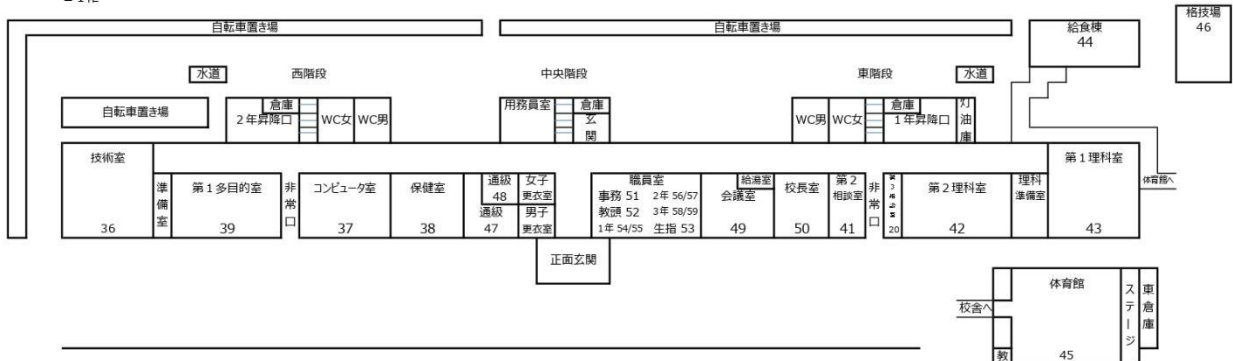 自転車置き場
自転車置き場
給食棟
44
格技場
46
水道
西階段
中央階段
東階段
水道
自転車置き場
2年昇降口
倉庫
WC女
WC男
用務員室
倉庫
玄関
WC男
WC女
倉庫
1年昇降口
灯油庫
技術室
36
準備室
第1多目的室
39
非常口
コンピュータ室
37
保健室
38
通級
48
通級
47
女子
更衣室
男子
更衣室
職員室
事務 51 2年 56/57
教頭 52 3年 58/59
1年 54/55 生指 53
給湯室
会議室
49
校長室
50
第2
相談室
41
非常口
20
第2理科室
42
理科
準備室
第1理科室
43
体育館へ
正面玄関
校舎へ
体育館
45
ステージ
東倉庫
教